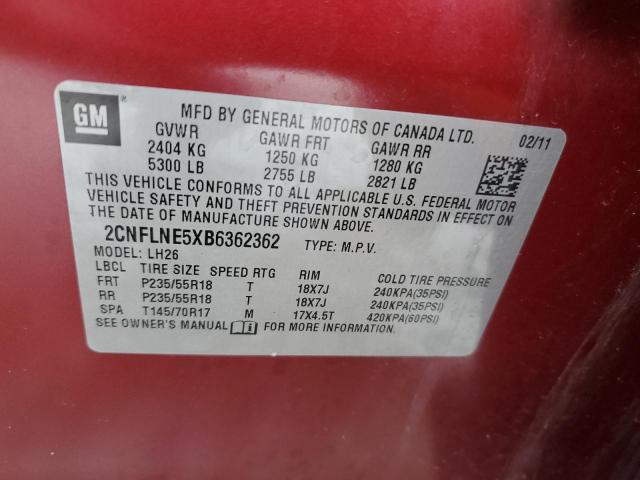 GM
®
MFD BY GENERAL MOTORS OF CANADA LTD.
02/11
GVWR GAWR FRT GAWR RR
2404 KG 1250 KG 1280 KG
5300 LB 2755 LB 2821 LB
THIS VEHICLE CONFORMS TO ALL APPLICABLE U.S. FEDERAL MOTOR
VEHICLE SAFETY AND THEFT PREVENTION STANDARDS IN EFFECT ON
THE DATE OF MANUFACTURE SHOWN ABOVE.
2CNFLNE5XB6362362 TYPE: M.P.V.
MODEL: LH26
LBCL TIRE SIZE SPEED RTG RIM COLD TIRE PRESSURE
FRT P235/55R18 T 18X7J 240KPA(35PSI)
RR P235/55R18 T 18X7J 240KPA(35PSI)
SPA T145/70R17 M 17X4.5T 420KPA(60PSI)
SEE OWNER'S MANUAL FOR MORE INFORMATION.